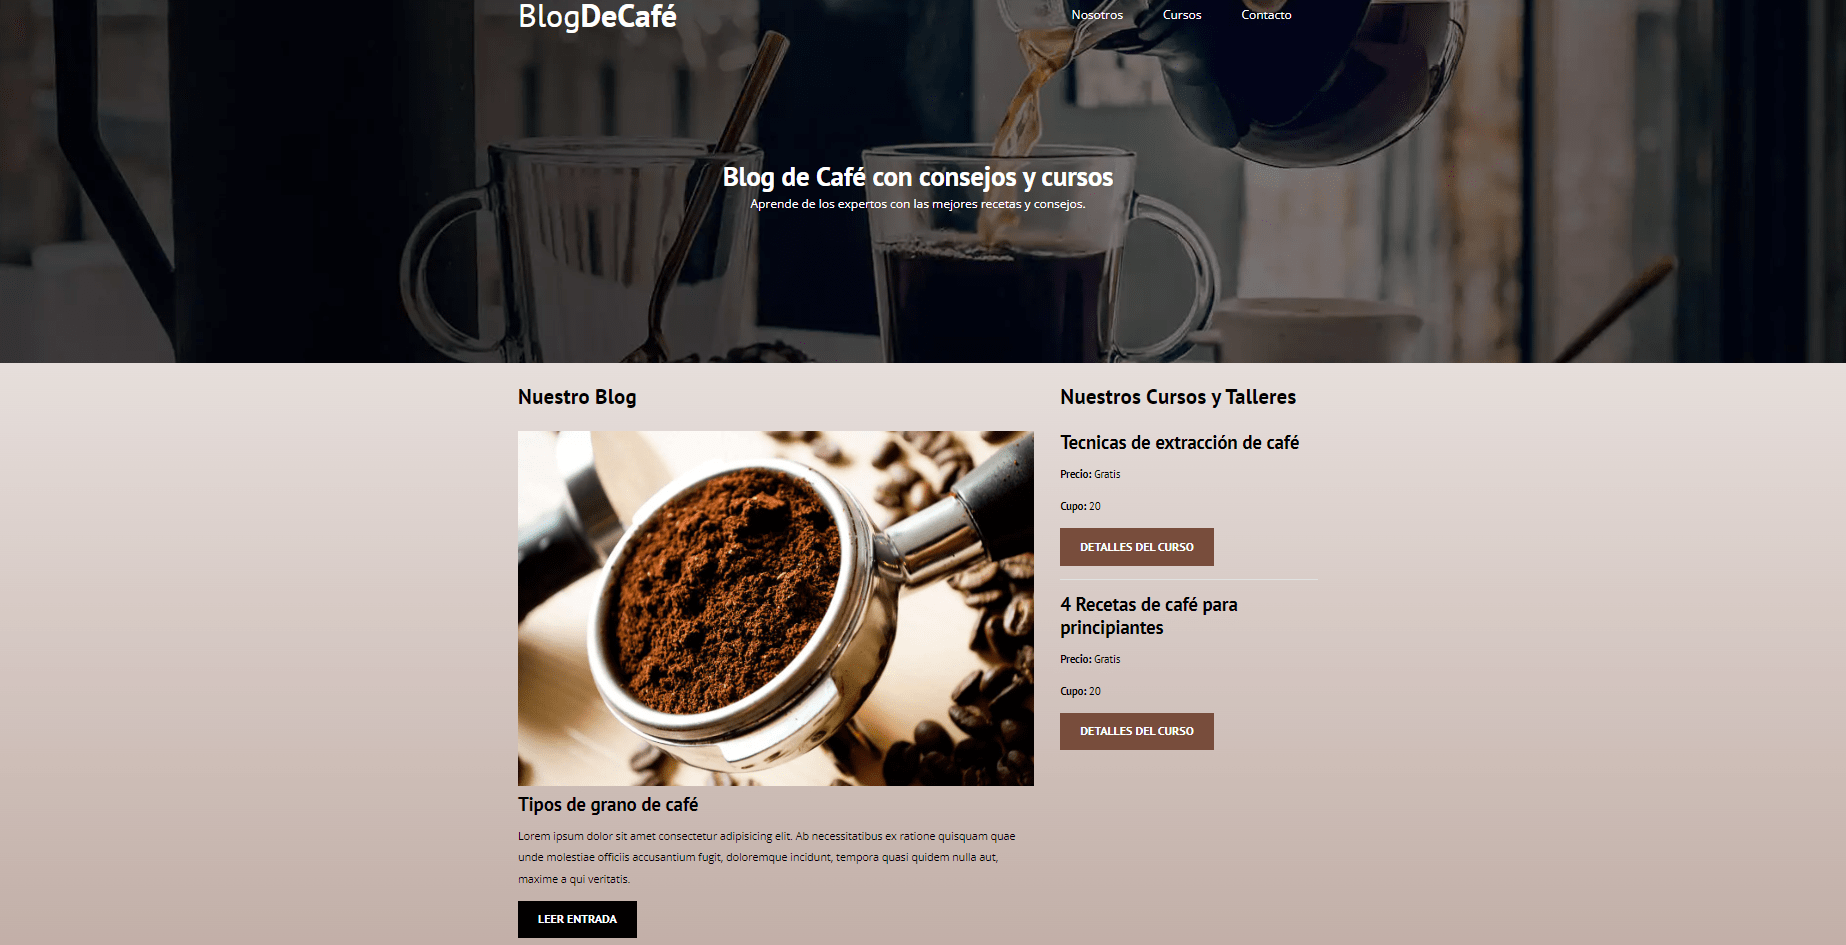 BlogDeCafé
Nosotros Cursos Contacto
Blog de Café con consejos y cursos
Aprende de los expertos con las mejores recetas y consejos.
Nuestro Blog
Tipos de grano de café
Lorem ipsum dolor sit amet consectetur adipisicing elit. Ab necessitatibus ex ratione quisquam quae
unde molestiae officiis accusantium fugit, doloremque incidunt, tempora quasi quidem nulla aut,
maxime a qui veritatis.
LEER ENTRADA
Nuestros Cursos y Talleres
Tecnicas de extracción de café
Precio: Gratis
Cupo: 20
DETALLES DEL CURSO
4 Recetas de café para
principiantes
Precio: Gratis
Cupo: 20
DETALLES DEL CURSO